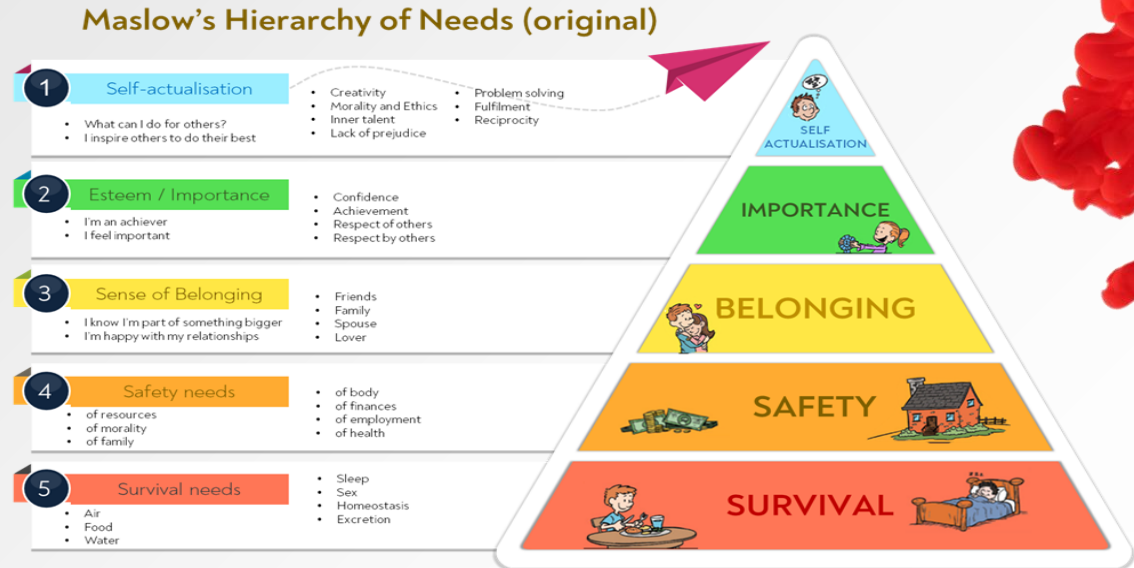 Maslow's Hierarchy of Needs (original)
1
Self-actualisation
• What can I do for others?
• I inspire others to do their best
• Creativity
• Morality and Ethics
• Inner talent
• Lack of prejudice
• Problem solving
• Fulfilment
• Reciprocity
2
Esteem / Importance
• I'm an achiever
• I feel important
• Confidence
• Achievement
• Respect of others
• Respect by others
3
Sense of Belonging
• I know I'm part of something bigger
• I'm happy with my relationships
• Friends
• Family
• Spouse
• Lover
4
Safety needs
• of resources
• of morality
• of family
• of body
• of finances
• of employment
• of health
5
Survival needs
• Air
• Food
• Water
• Sleep
• Sex
• Homeostasis
• Excretion
SELF
ACTUALISATION
IMPORTANCE
BELONGING
SAFETY
SURVIVAL
zzz